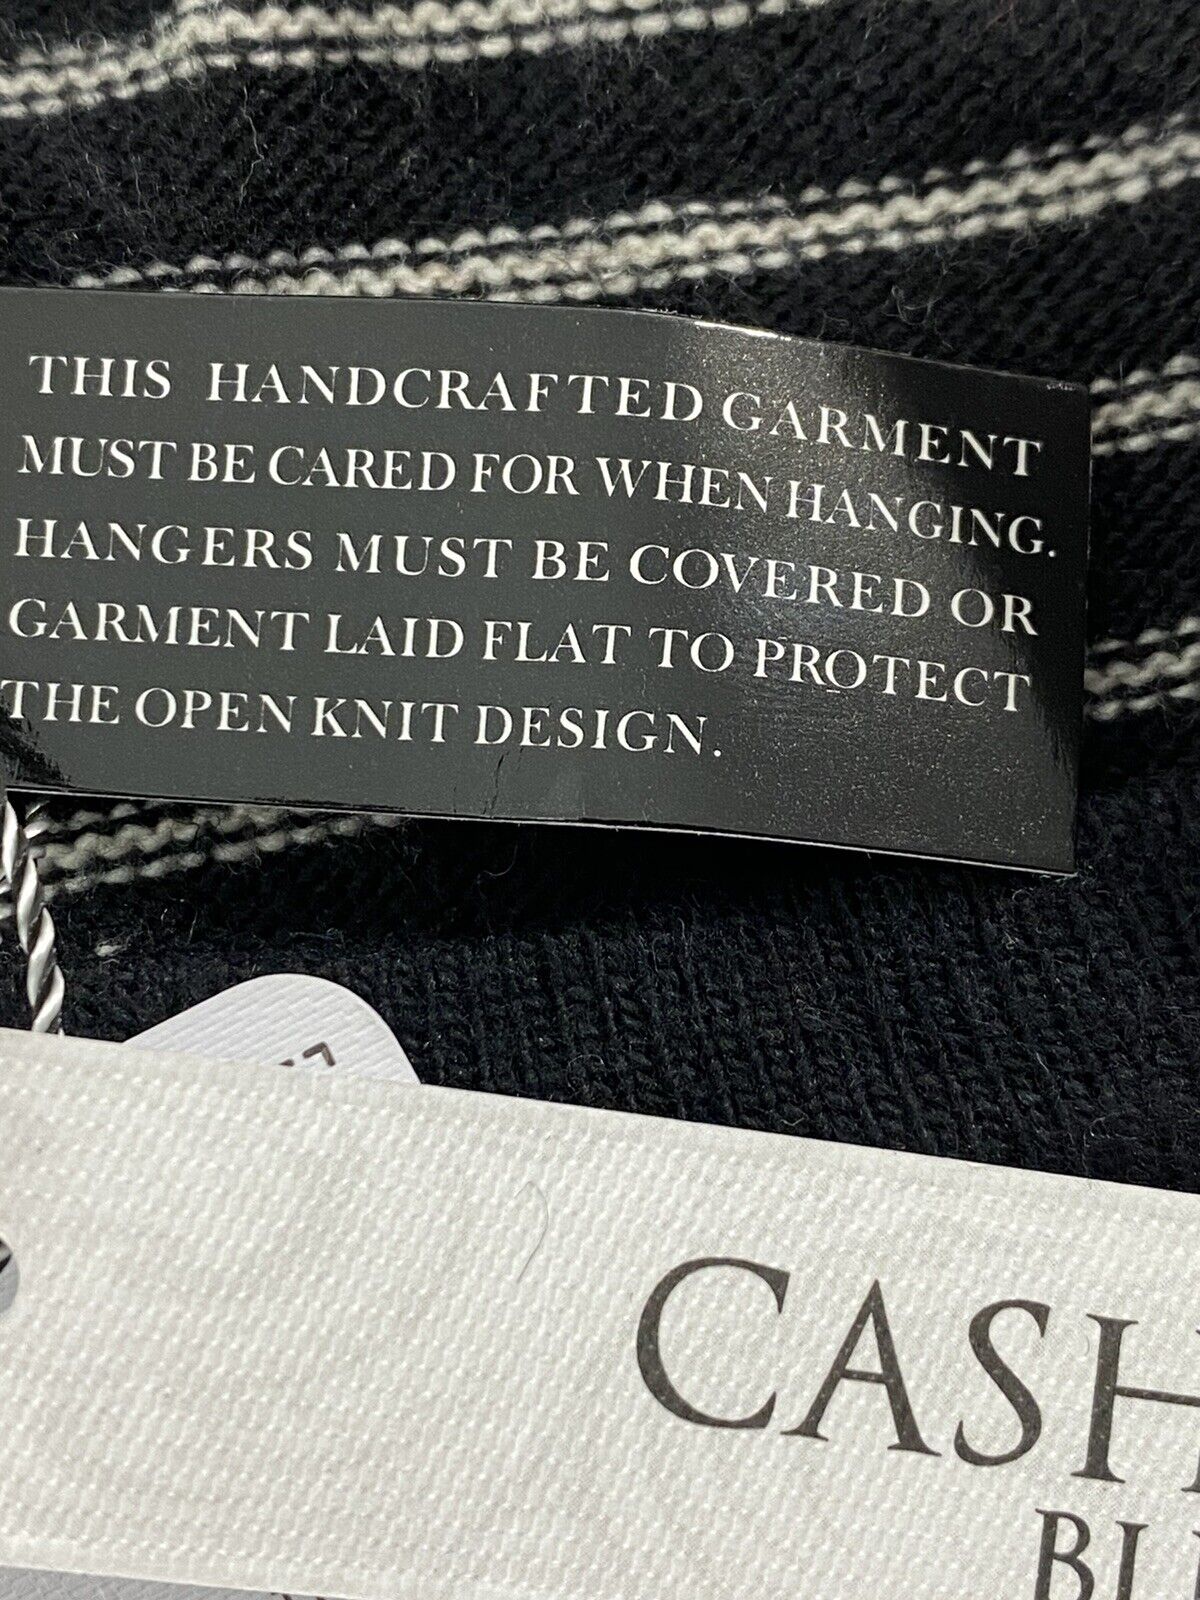 THIS HANDCRAFTED GARMENT
MUST BE CARED FOR WHEN HANGING.
HANGERS MUST BE COVERED OR
GARMENT LAID FLAT TO PROTECT
THE OPEN KNIT DESIGN.
CASH